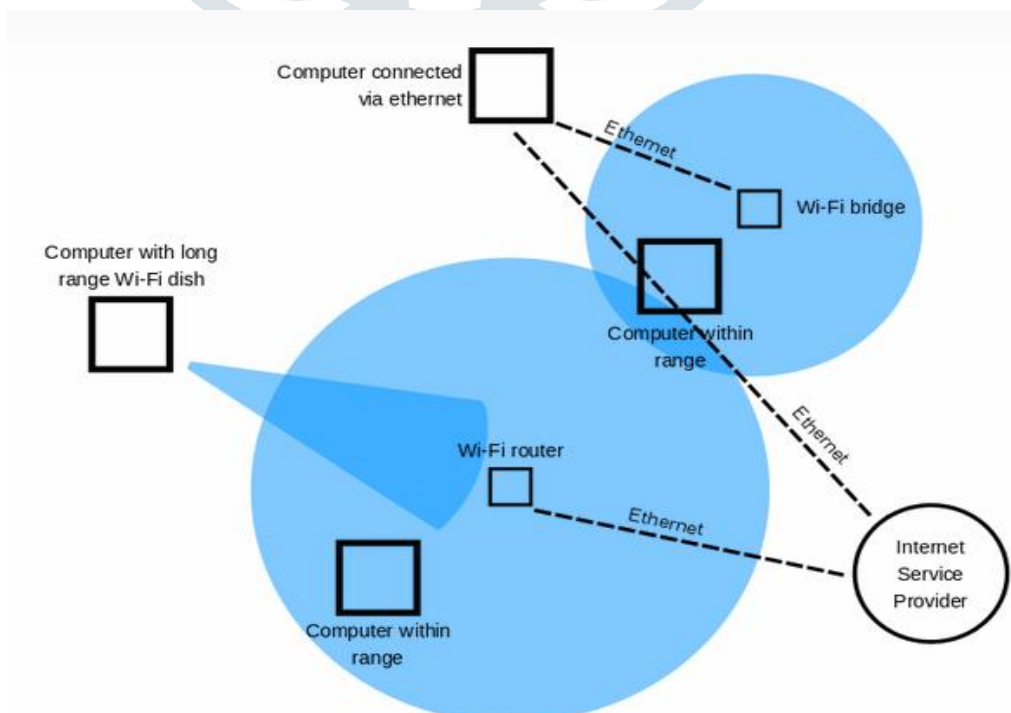 Computer connected
via ethernet
Ethernet
Wi-Fi bridge
Computer with long
range Wi-Fi dish
Computer within
range
Ethernet
Wi-Fi router
Ethernet
Internet
Service
Provider
Computer within
range